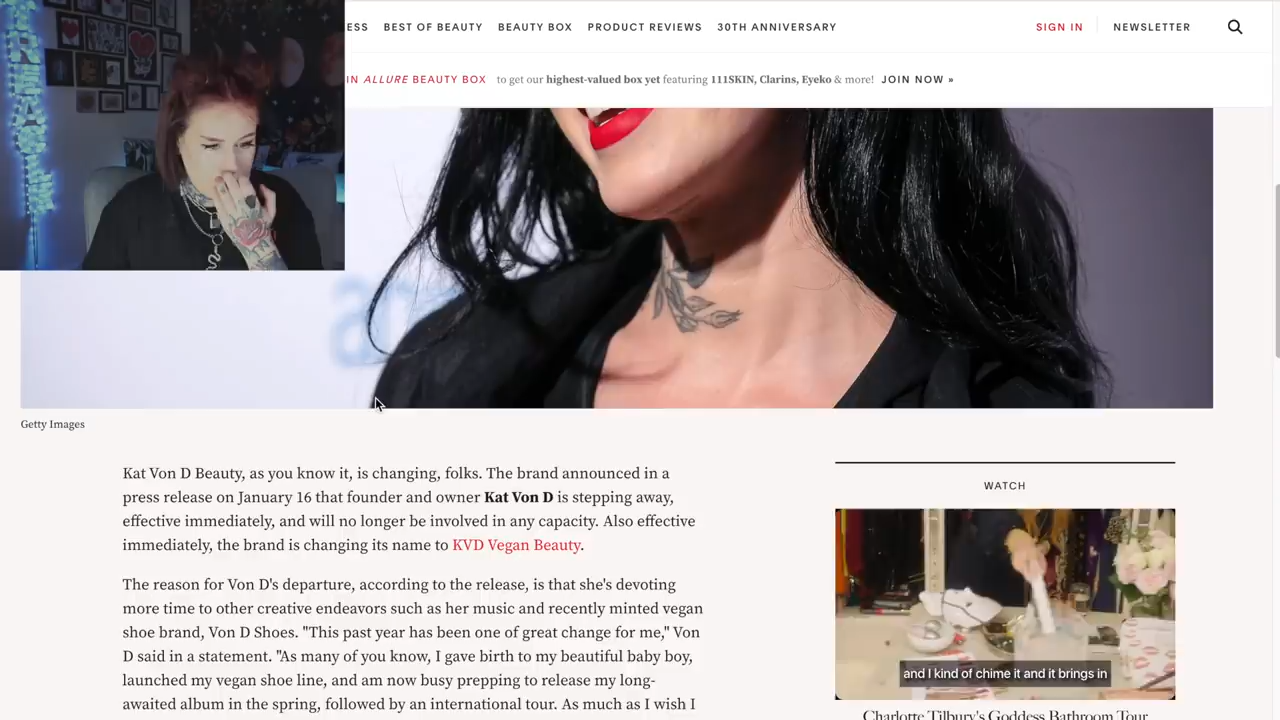 ESS BEST OF BEAUTY BEAUTY BOX PRODUCT REVIEWS 30TH ANNIVERSARY SIGN IN NEWSLETTER
IN ALLURE BEAUTY BOX to get our highest-valued box yet featuring 111SKIN, Clarins, Eyeko & more! JOIN NOW »
Getty Images
Kat Von D Beauty, as you know it, is changing, folks. The brand announced in a
press release on January 16 that founder and owner Kat Von D is stepping away,
effective immediately, and will no longer be involved in any capacity. Also effective
immediately, the brand is changing its name to KVD Vegan Beauty.
The reason for Von D's departure, according to the release, is that she's devoting
more time to other creative endeavors such as her music and recently minted vegan
shoe brand, Von D Shoes. "This past year has been one of great change for me," Von
D said in a statement. "As many of you know, I gave birth to my beautiful baby boy,
launched my vegan shoe line, and am now busy prepping to release my long-
awaited album in the spring, followed by an international tour. As much as I wish I
WATCH
and I kind of chime it and it brings in
Charlotte Tilbury's Goddess Bathroom Tour